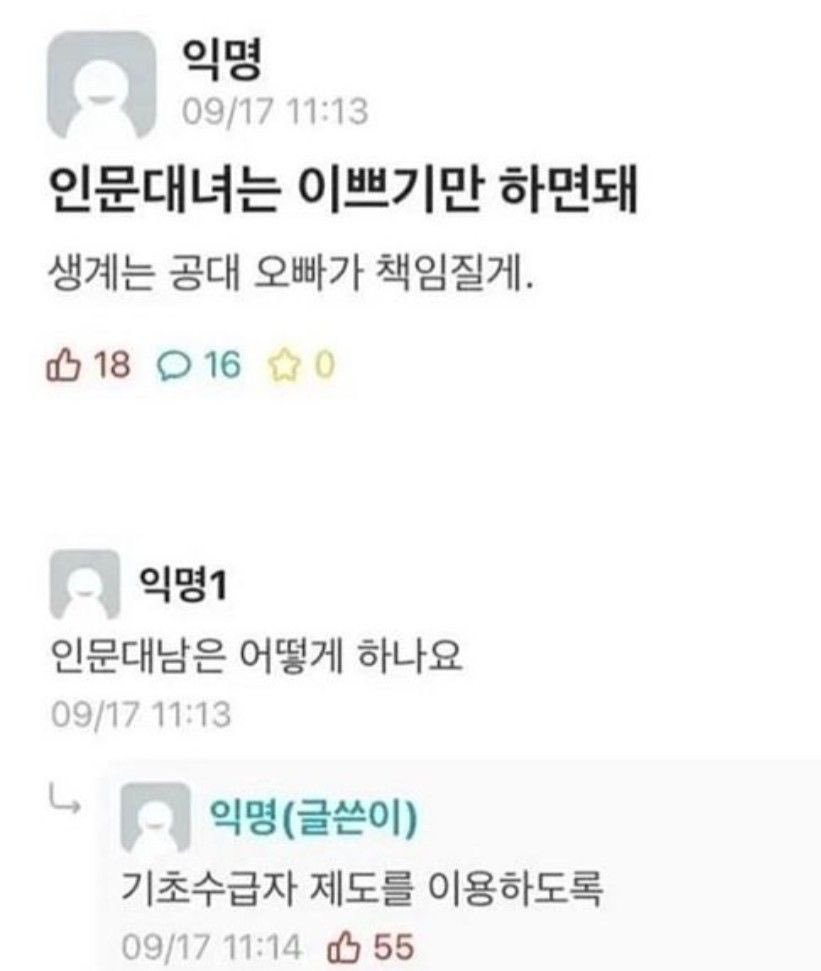 익명
09/17 11:13
인문대녀는 이쁘기만 하면돼
생계는 공대 오빠가 책임질게.
18 16 0
익명1
인문대남은 어떻게 하나요
09/17 11:13
익명(글쓴이)
기초수급자 제도를 이용하도록
09/17 11:14 55